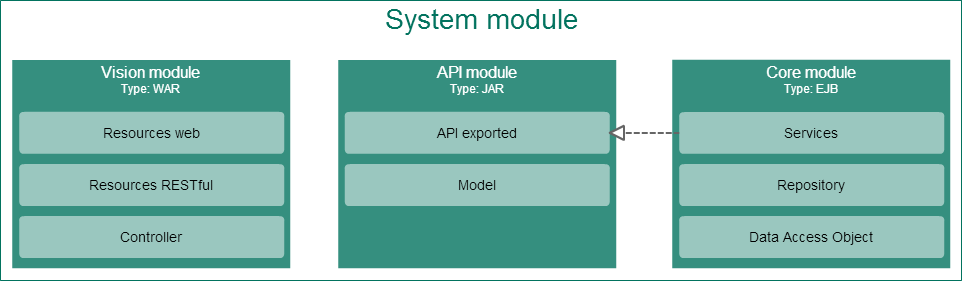 System module
Vision module
Type: WAR
Resources web
Resources RESTful
Controller
API module
Type: JAR
API exported
Model
Core module
Type: EJB
Services
Repository
Data Access Object